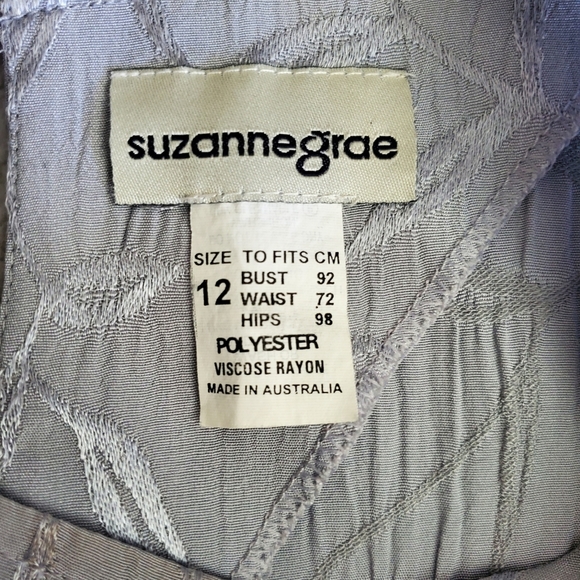 suzannegrae
SIZE TO FITS CM
12 BUST 92
WAIST 72
HIPS 98
POLYESTER
VISCOSE RAYON
MADE IN AUSTRALIA